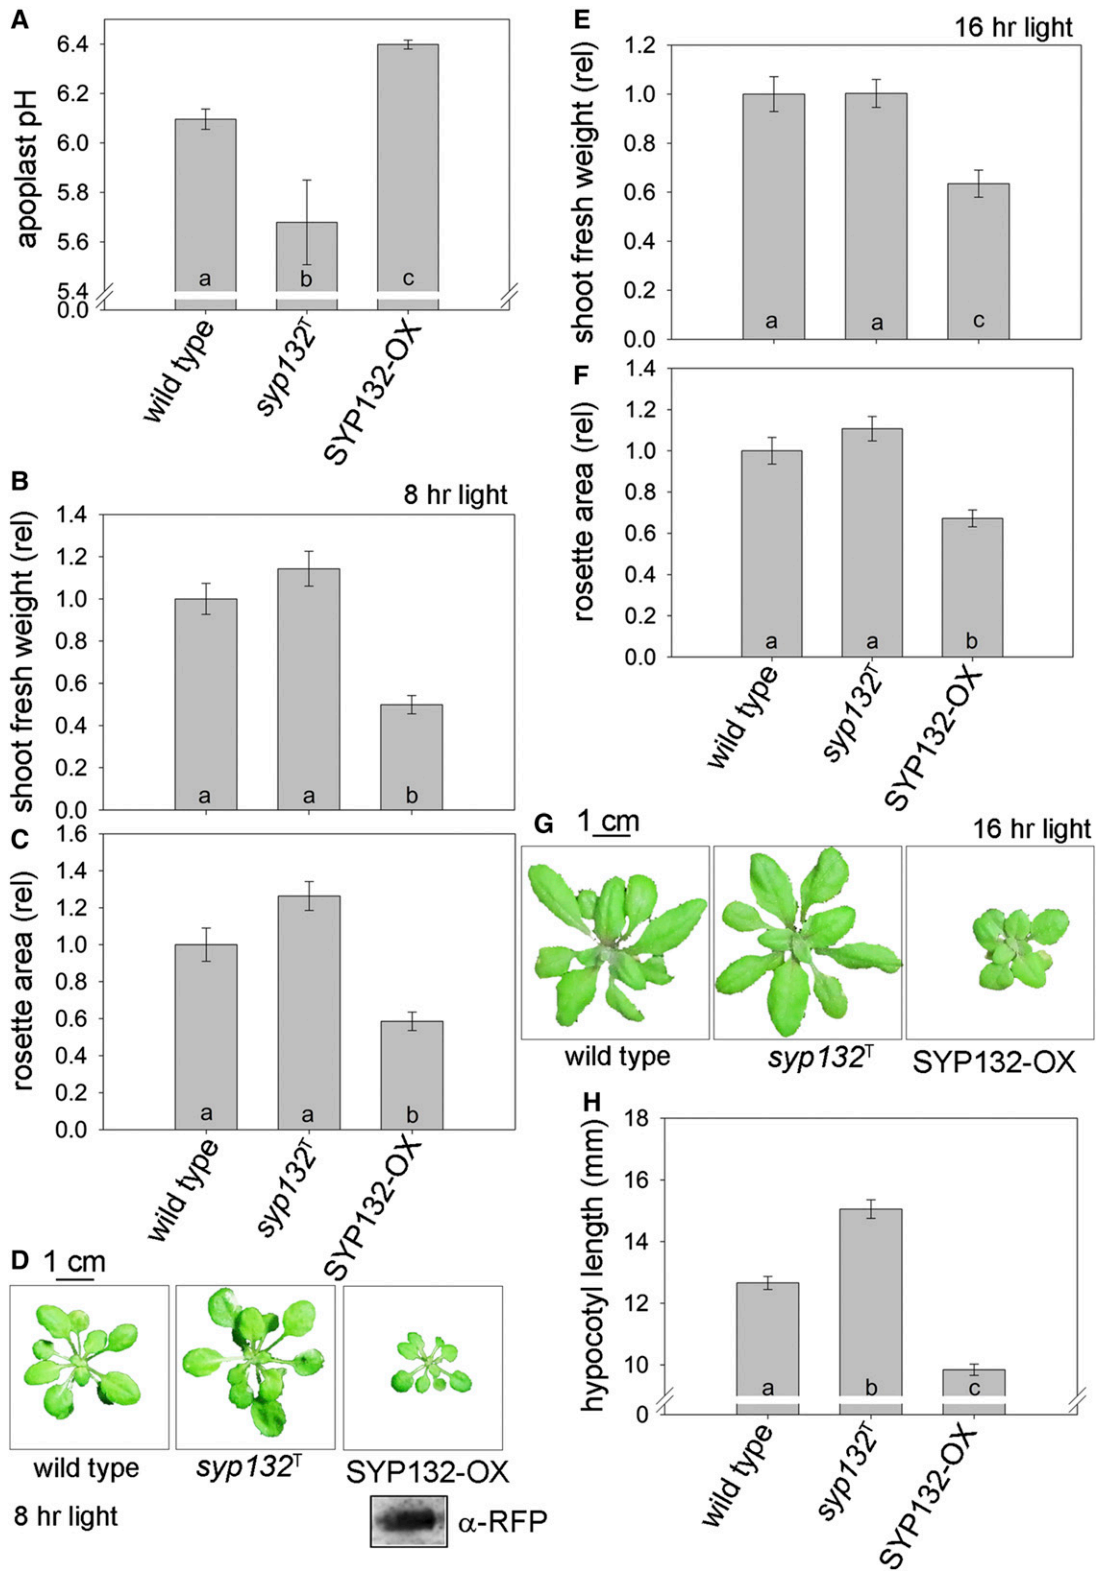 A
apoplast pH
6.4
6.2
6.0
5.8
5.6
5.4
0.0
a
b
c
wild type
syp132ᵀ
SYP132-OX
B
8 hr light
shoot fresh weight (rel)
1.4
1.2
1.0
0.8
0.6
0.4
0.2
0.0
a
a
b
C
rosette area (rel)
1.6
1.4
1.2
1.0
0.8
0.6
0.4
0.2
0.0
a
a
b
wild type
syp132ᵀ
SYP132-OX
D 1 cm
wild type
syp132ᵀ
SYP132-OX
8 hr light
α-RFP
E
16 hr light
shoot fresh weight (rel)
1.2
1.0
0.8
0.6
0.4
0.2
0.0
a
a
c
F
rosette area (rel)
1.4
1.2
1.0
0.8
0.6
0.4
0.2
0.0
a
a
b
wild type
syp132ᵀ
SYP132-OX
G 1 cm
16 hr light
wild type
syp132ᵀ
SYP132-OX
H
hypocotyl length (mm)
18
16
14
12
10
0
a
b
c
wild type
syp132ᵀ
SYP132-OX